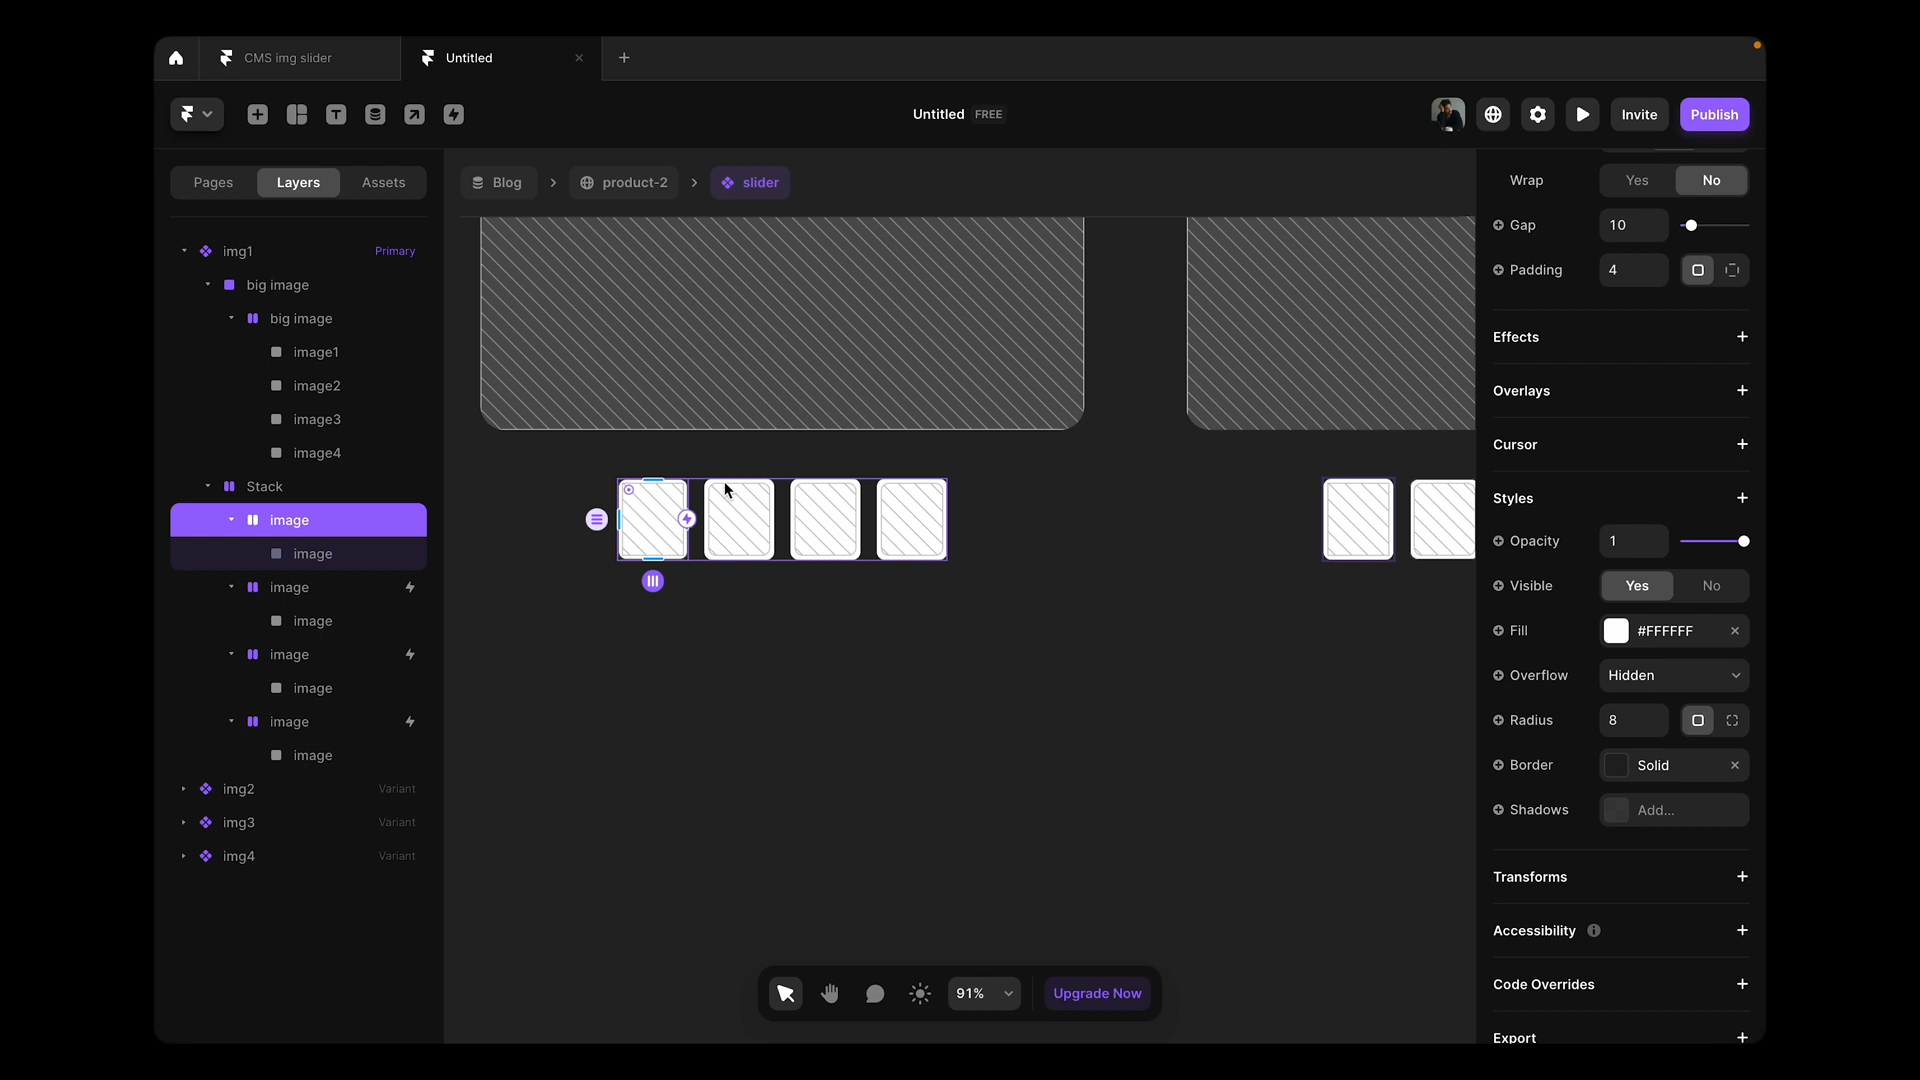 CMS img slider
Untitled
Untitled FREE
Invite
Publish
Pages
Layers
Assets
Blog
product-2
slider
img1 Primary
big image
big image
image1
image2
image3
image4
Stack
image
image
image
image
image
image
image
image
img2 Variant
img3 Variant
img4 Variant
91%
Upgrade Now
Wrap Yes No
Gap 10
Padding 4
Effects
Overlays
Cursor
Styles
Opacity 1
Visible Yes No
Fill #FFFFFF
Overflow Hidden
Radius 8
Border Solid
Shadows Add...
Transforms
Accessibility
Code Overrides
Export